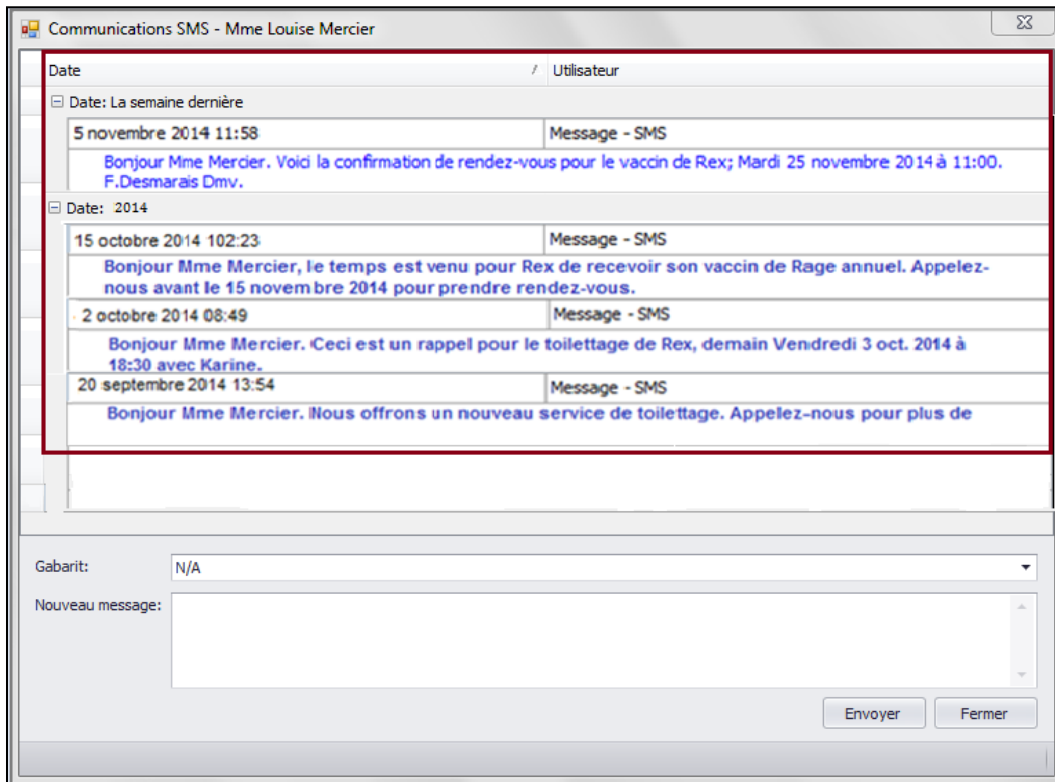 Communications SMS - Mme Louise Mercier
Date / Utilisateur
Date: La semaine dernière
5 novembre 2014 11:58 Message - SMS
Bonjour Mme Mercier. Voici la confirmation de rendez-vous pour le vaccin de Rex; Mardi 25 novembre 2014 à 11:00.
F.Desmarais Dmv.
Date: 2014
15 octobre 2014 102:23 Message - SMS
Bonjour Mme Mercier, le temps est venu pour Rex de recevoir son vaccin de Rage annuel. Appelez-
nous avant le 15 novembre 2014 pour prendre rendez-vous.
2 octobre 2014 08:49 Message - SMS
Bonjour Mme Mercier. Ceci est un rappel pour le toilettage de Rex, demain Vendredi 3 oct. 2014 à
18:30 avec Karine.
20 septembre 2014 13:54 Message - SMS
Bonjour Mme Mercier. Nous offrons un nouveau service de toilettage. Appelez-nous pour plus de
Gabarit: N/A
Nouveau message:
Envoyer Fermer